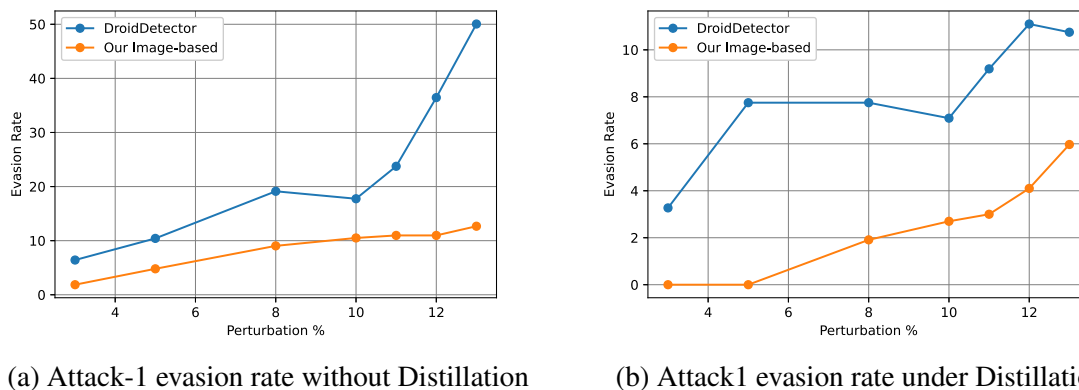 DroidDetector
Our Image-based
50
40
30
20
10
0
Evasion Rate
4 6 8 10 12
Perturbation %
(a) Attack-1 evasion rate without Distillation
DroidDetector
Our Image-based
10
8
6
4
2
0
Evasion Rate
4 6 8 10 12
Perturbation %
(b) Attack1 evasion rate under Distillati